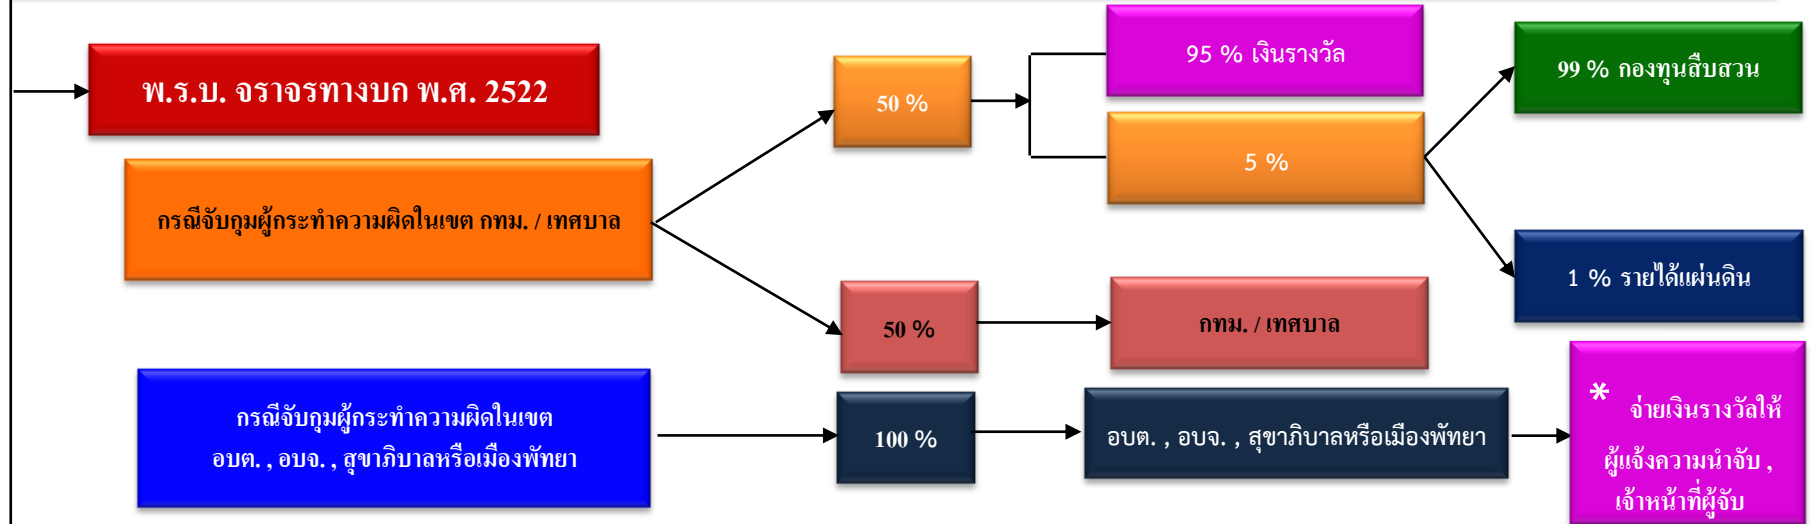 พ.ร.บ. จราจรทางบก พ.ศ. 2522
กรณีจับกุมผู้กระทำความผิดในเขต กทม. / เทศบาล
50 %
95 % เงินรางวัล
5 %
99 % กองทุนสืบสวน
1 % รายได้แผ่นดิน
50 %
กทม. / เทศบาล
กรณีจับกุมผู้กระทำความผิดในเขต
อบต. , อบจ. , สุขาภิบาลหรือเมืองพัทยา
100 %
อบต. , อบจ. , สุขาภิบาลหรือเมืองพัทยา
* จ่ายเงินรางวัลให้
ผู้แจ้งความนำจับ ,
เจ้าหน้าที่ผู้จับ